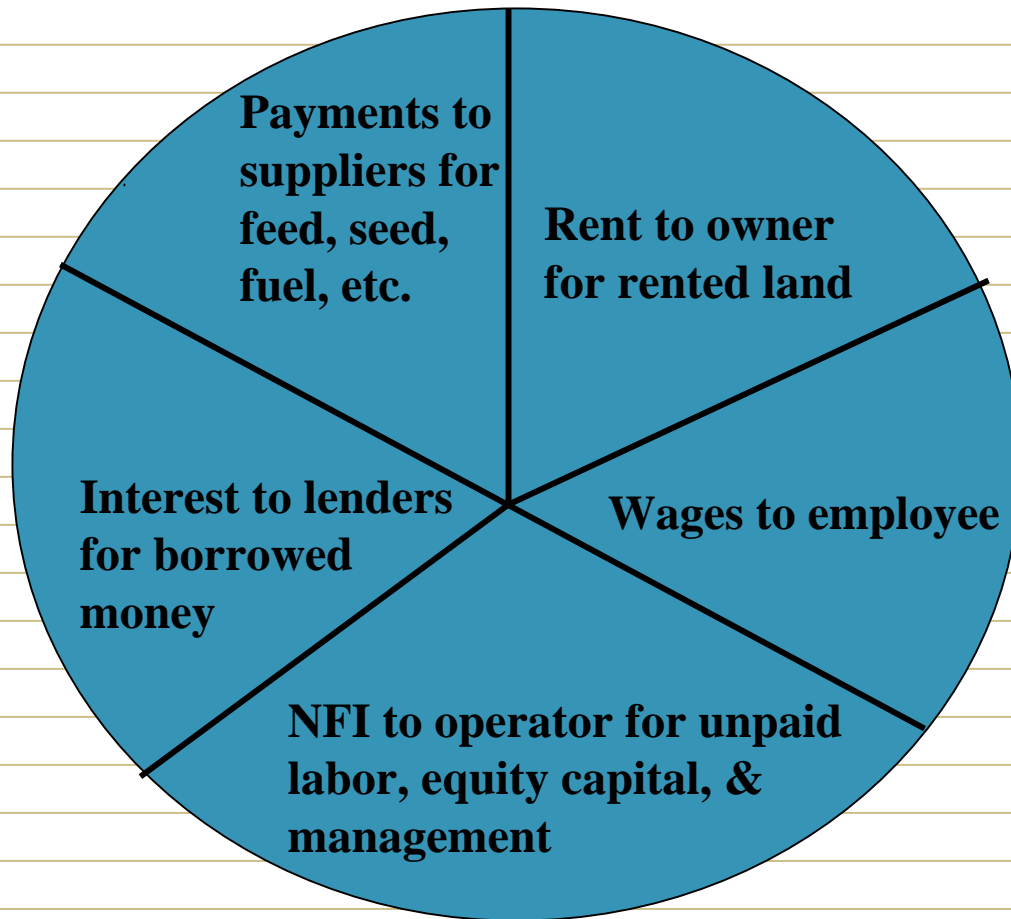 Payments to
suppliers for
feed, seed,
fuel, etc.
Rent to owner
for rented land
Interest to lenders
for borrowed
money
Wages to employee
NFI to operator for unpaid
labor, equity capital, &
management